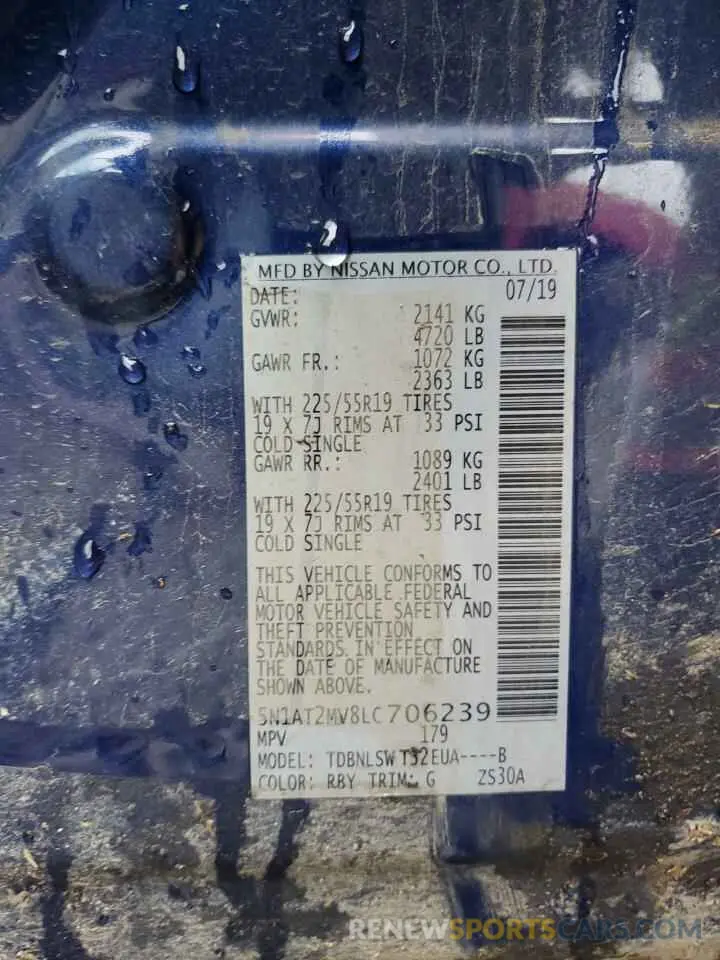 MFD BY NISSAN MOTOR CO., LTD.
DATE: 07/19
GVWR: 2141 KG
4720 LB
GAWR FR.: 1072 KG
2363 LB
WITH 225/55R19 TIRES
19 X 7J RIMS AT 33 PSI
COLD SINGLE
GAWR RR.: 1089 KG
2401 LB
WITH 225/55R19 TIRES
19 X 7J RIMS AT 33 PSI
COLD SINGLE
THIS VEHICLE CONFORMS TO
ALL APPLICABLE FEDERAL
MOTOR VEHICLE SAFETY AND
THEFT PREVENTION
STANDARDS IN EFFECT ON
THE DATE OF MANUFACTURE
SHOWN ABOVE.
5N1AT2MV8LC706239
MPV 179
MODEL: TDBNLSW T32EUA----B
COLOR: RBY TRIM: G ZS30A
RENEWSPORTSCARS.COM